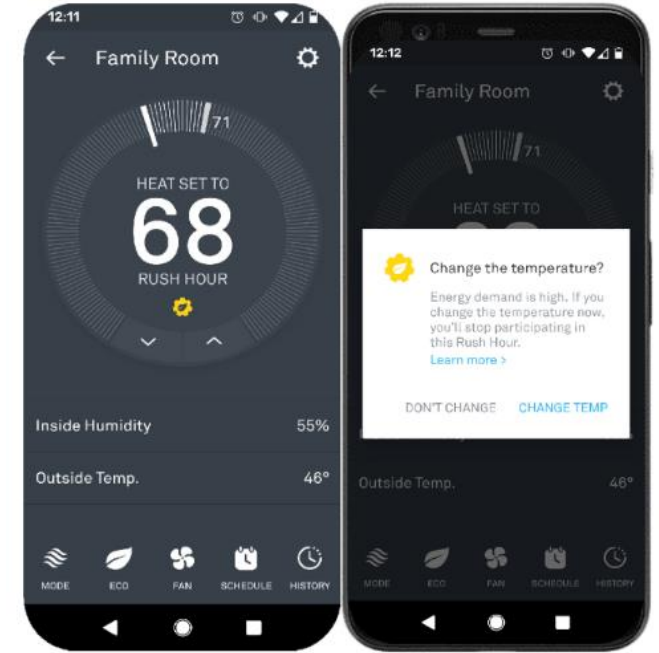 12:11
Family Room
71
HEAT SET TO
68
RUSH HOUR
Inside Humidity 55%
Outside Temp. 46°
MODE ECO FAN SCHEDULE HISTORY
12:12
Family Room
71
HEAT SET TO
Change the temperature?
Energy demand is high. If you
change the temperature now,
you'll stop participating in
this Rush Hour.
Learn more >
DON'T CHANGE CHANGE TEMP
Outside Temp. 46°
MODE ECO FAN SCHEDULE HISTORY